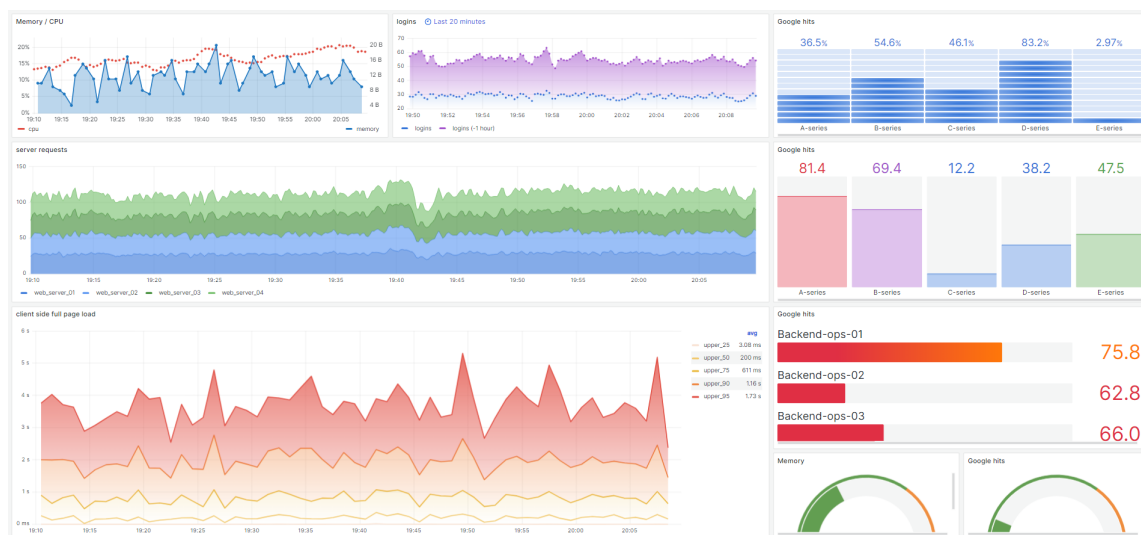 Memory / CPU
20%
15%
10%
5%
0%
20 B
16 B
12 B
8 B
4 B
19:10 19:15 19:20 19:25 19:30 19:35 19:40 19:45 19:50 19:55 20:00 20:05
cpu memory
logins Last 20 minutes
70
60
50
40
30
20
19:50 19:52 19:54 19:56 19:58 20:00 20:02 20:04 20:06 20:08
logins logins (-1 hour)
Google hits
36.5% 54.6% 46.1% 83.2% 2.97%
A-series B-series C-series D-series E-series
server requests
150
100
50
0
19:10 19:15 19:20 19:25 19:30 19:35 19:40 19:45 19:50 19:55 20:00 20:05
web_server_01 web_server_02 web_server_03 web_server_04
Google hits
81.4 69.4 12.2 38.2 47.5
A-series B-series C-series D-series E-series
client side full page load
6 s
5 s
4 s
3 s
2 s
1 s
0 ms
19:10 19:15 19:20 19:25 19:30 19:35 19:40 19:45 19:50 19:55 20:00 20:05
avg
upper_25 3.08 ms
upper_50 200 ms
upper_75 611 ms
upper_90 1.16 s
upper_95 1.73 s
Google hits
Backend-ops-01
75.8
Backend-ops-02
62.8
Backend-ops-03
66.0
Memory
Google hits